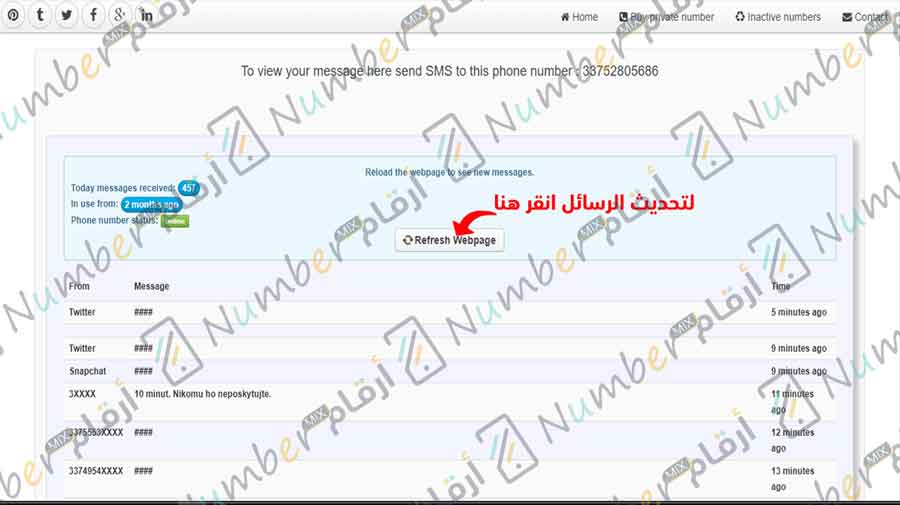 Home Buy private number Inactive numbers Contact
To view your message here send SMS to this phone number : 33752805686
Reload the webpage to see new messages.
Today messages received: 457
In use from: 2 months ago
Phone number status:
لتحديث الرسائل انقر هنا
Refresh Webpage
From Message Time
Twitter #### 5 minutes ago
Twitter #### 9 minutes ago
Snapchat #### 9 minutes ago
3XXXX 10 minut. Nikomu ho neposkytujte. 11 minutes
ago
3375553XXXX #### 12 minutes
ago
3374954XXXX #### 13 minutes
ago
Number MIX أرقام